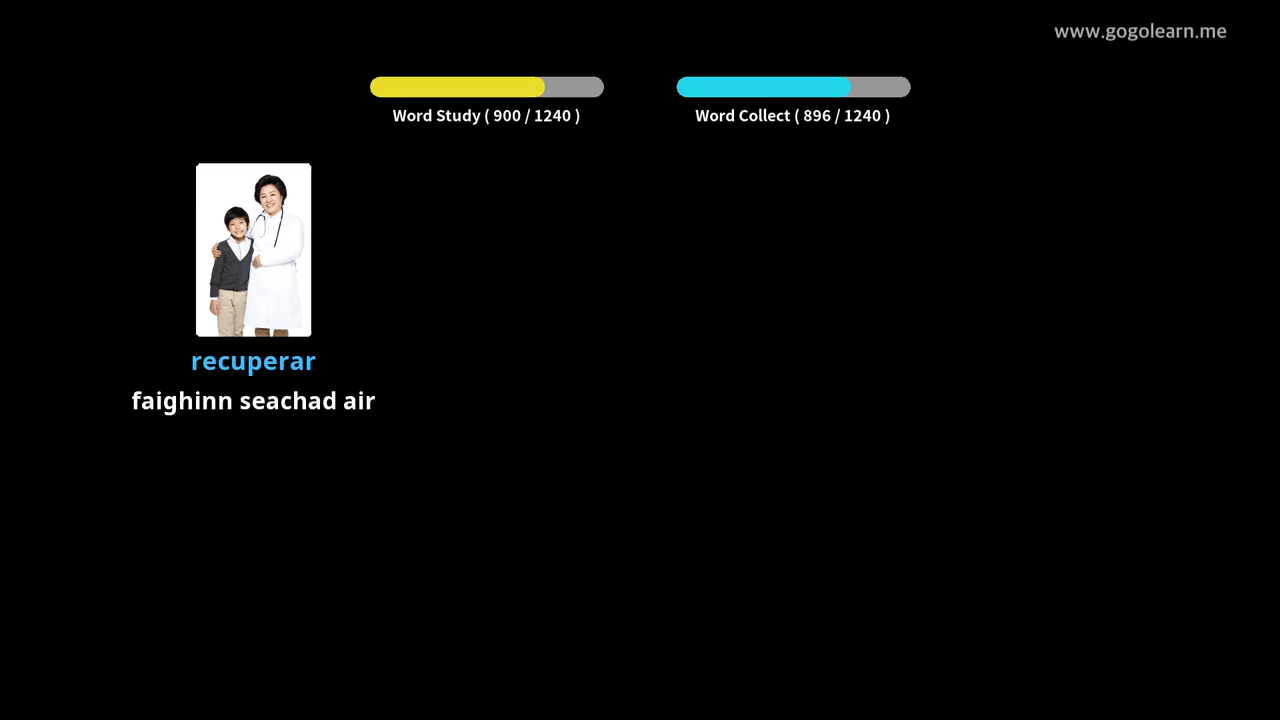 www.gogolearn.me
Word Study ( 900 / 1240 )
Word Collect ( 896 / 1240 )
recuperar
faighinn seachad air